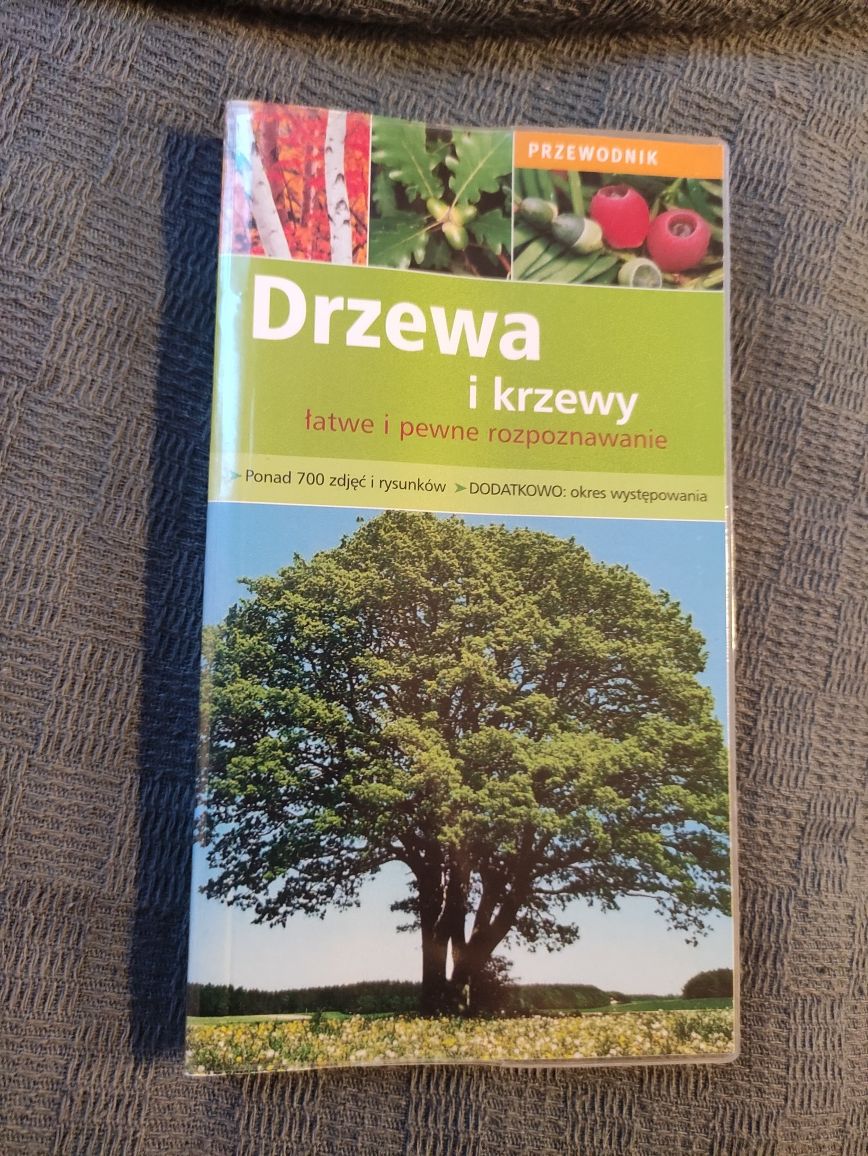 PRZEWODNIK
Drzewa
i krzewy
łatwe i pewne rozpoznawanie
➤Ponad 700 zdjęć i rysunków ➤DODATKOWO: okres występowania